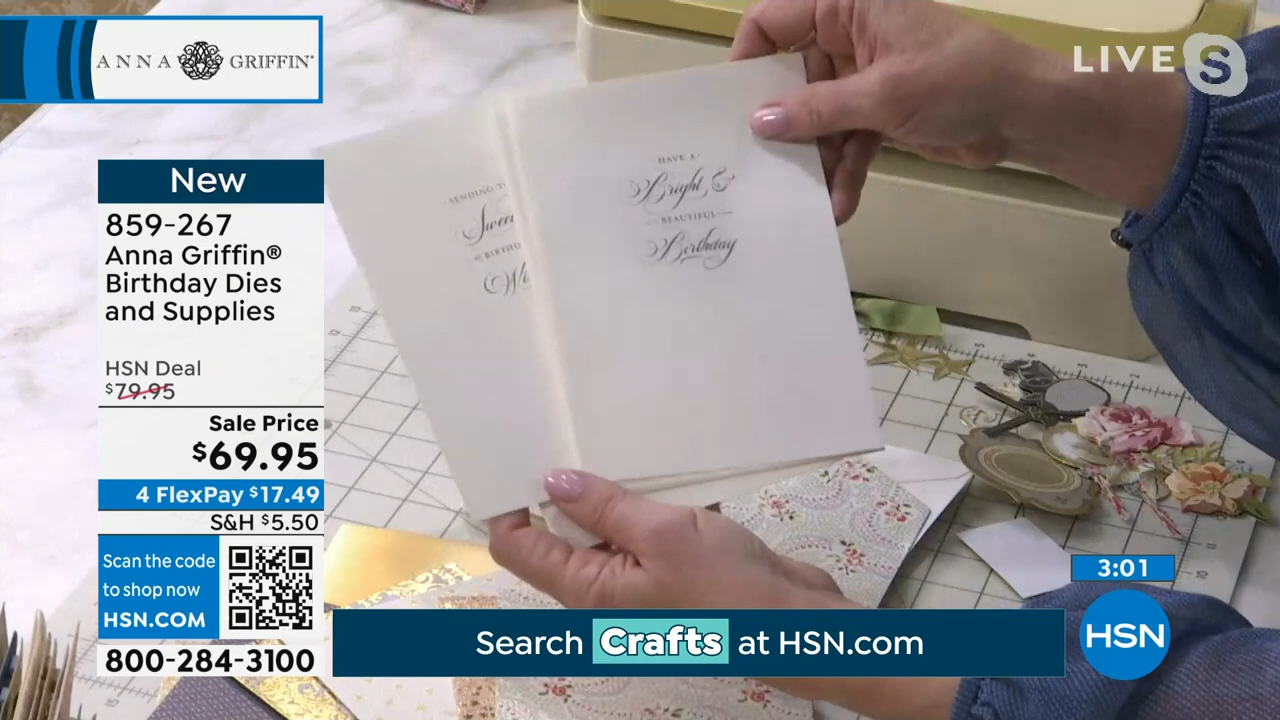 ANNA GRIFFIN®
LIVE S
New
859-267
Anna Griffin®
Birthday Dies
and Supplies
HSN Deal
$79.95
Sale Price
$69.95
4 FlexPay $17.49
S&H $5.50
Scan the code
to shop now
HSN.COM
800-284-3100
SENDING
HAVE A
Bright &
BEAUTIFUL
Birthday
3:01
HSN
Search Crafts at HSN.com